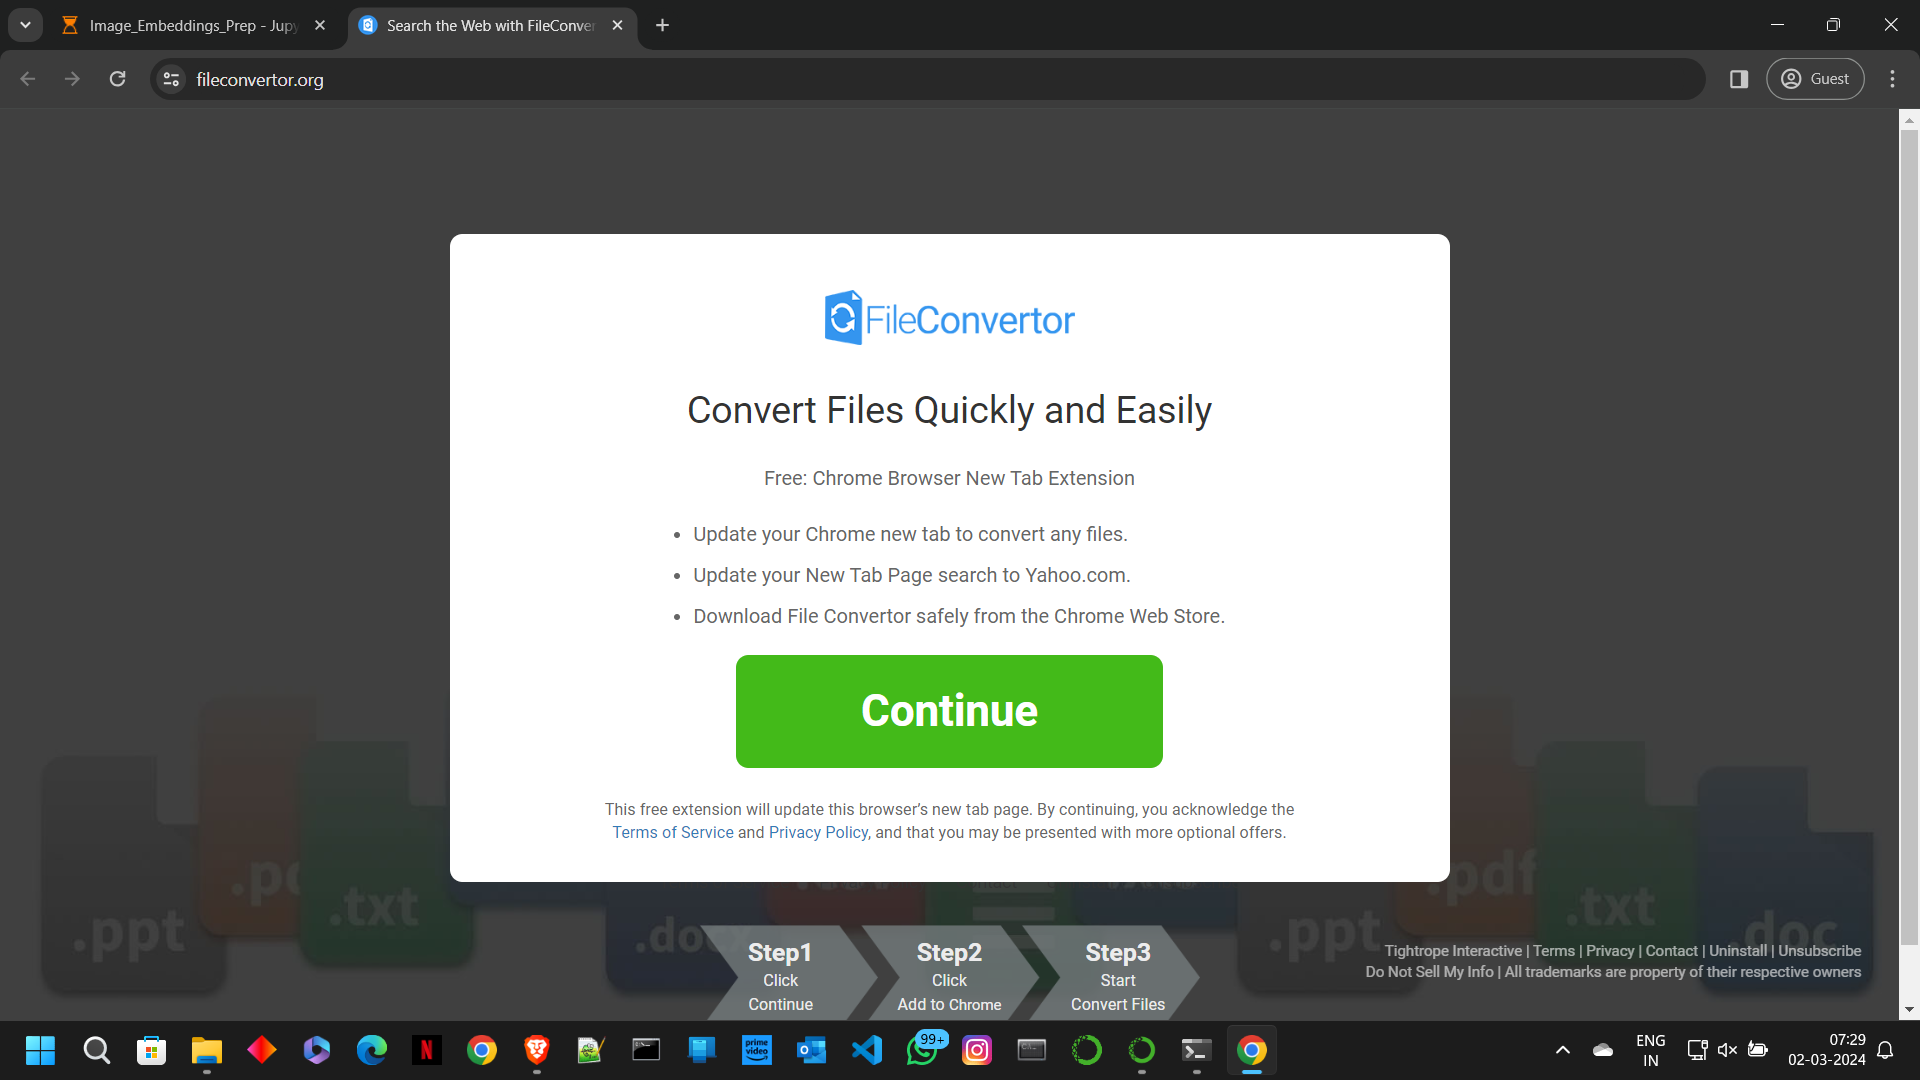 Image_Embeddings_Prep - Jupy
Search the Web with FileConver
fileconvertor.org
Guest
FileConvertor
Convert Files Quickly and Easily
Free: Chrome Browser New Tab Extension
• Update your Chrome new tab to convert any files.
• Update your New Tab Page search to Yahoo.com.
• Download File Convertor safely from the Chrome Web Store.
Continue
This free extension will update this browser's new tab page. By continuing, you acknowledge the
Terms of Service and Privacy Policy, and that you may be presented with more optional offers.
.ppt
.txt
.ppt
.pdf
.txt
.doc
Step1
Click
Continue
Step2
Click
Add to Chrome
Step3
Start
Convert Files
Tightrope Interactive | Terms | Privacy | Contact | Uninstall | Unsubscribe
Do Not Sell My Info | All trademarks are property of their respective owners
N
prime
video
99+
ENG
IN
07:29
02-03-2024